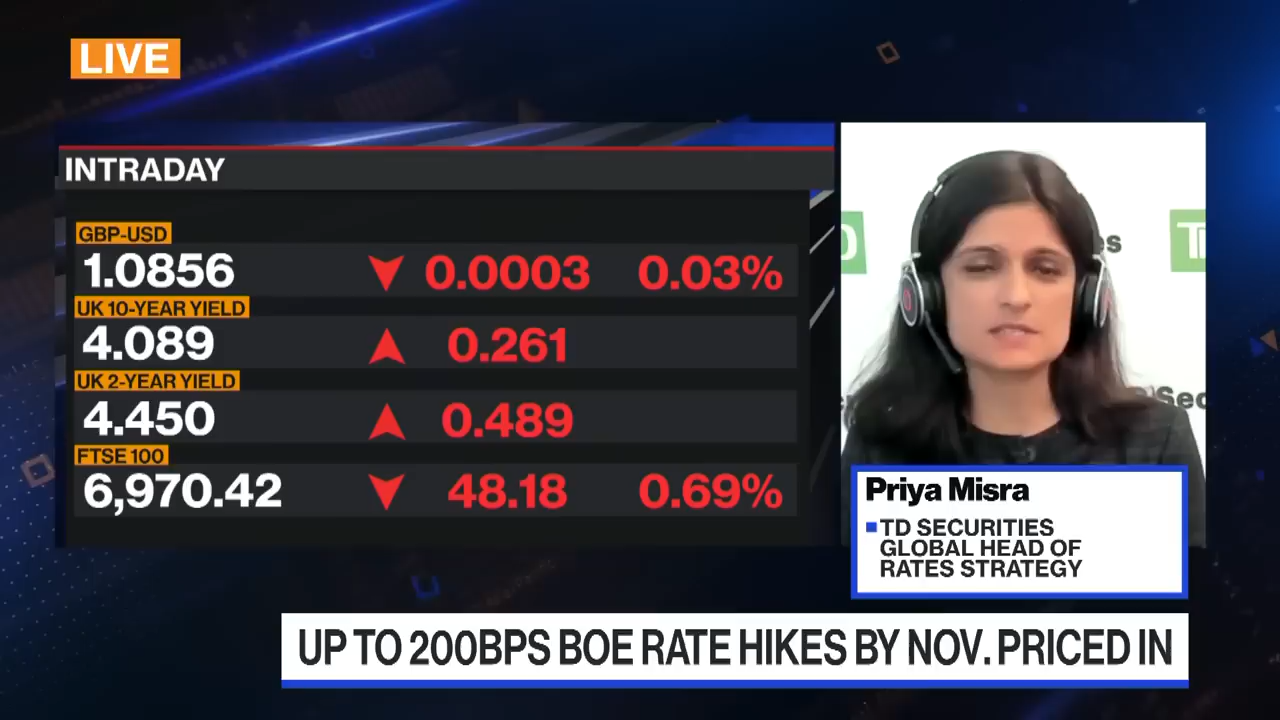 LIVE
INTRADAY
GBP-USD
1.0856 ▼ 0.0003 0.03%
UK 10-YEAR YIELD
4.089 ▲ 0.261
UK 2-YEAR YIELD
4.450 ▲ 0.489
FTSE 100
6,970.42 ▼ 48.18 0.69%
Priya Misra
TD SECURITIES
GLOBAL HEAD OF
RATES STRATEGY
UP TO 200BPS BOE RATE HIKES BY NOV. PRICED IN